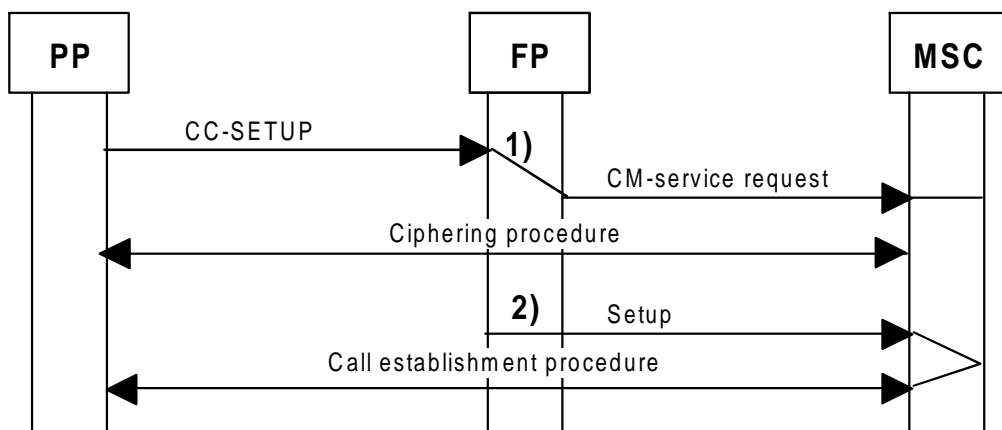 PP
FP
MSC
CC-SETUP
1)
CM-service request
Ciphering procedure
2)
Setup
Call establishment procedure